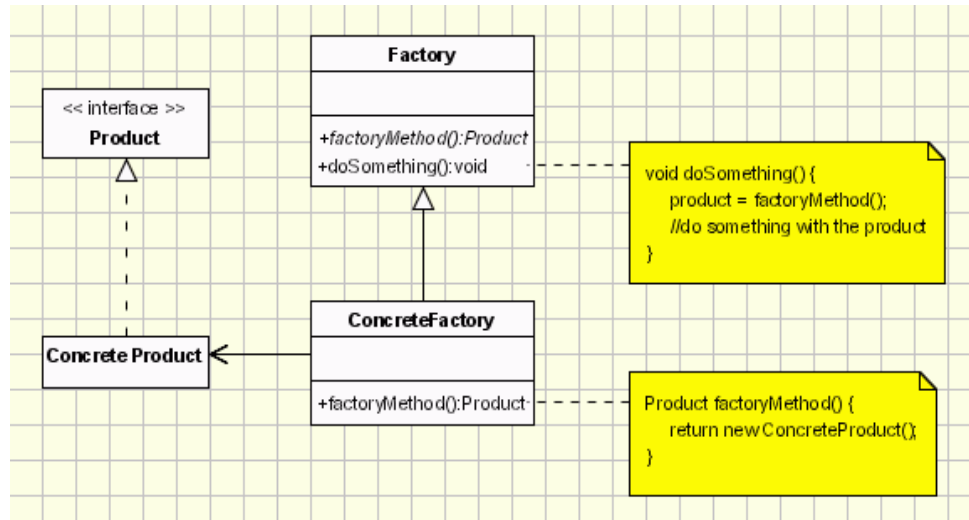 Factory
+factoryMethod():Product
+doSomething():void
<< interface >>
Product
void doSomething() {
product = factoryMethod();
//do something with the product
}
Concrete Product
ConcreteFactory
+factoryMethod():Product
Product factoryMethod() {
return new ConcreteProduct();
}